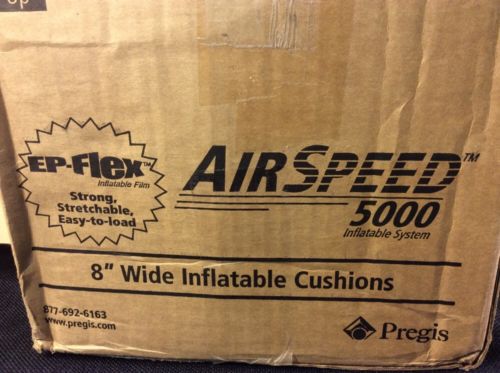 Up
EP-Flex™
Inflatable Film
Strong,
Stretchable,
Easy-to-load
AIRSPEED™
5000
Inflatable System
8" Wide Inflatable Cushions
877-692-6163
www.pregis.com
Pregis